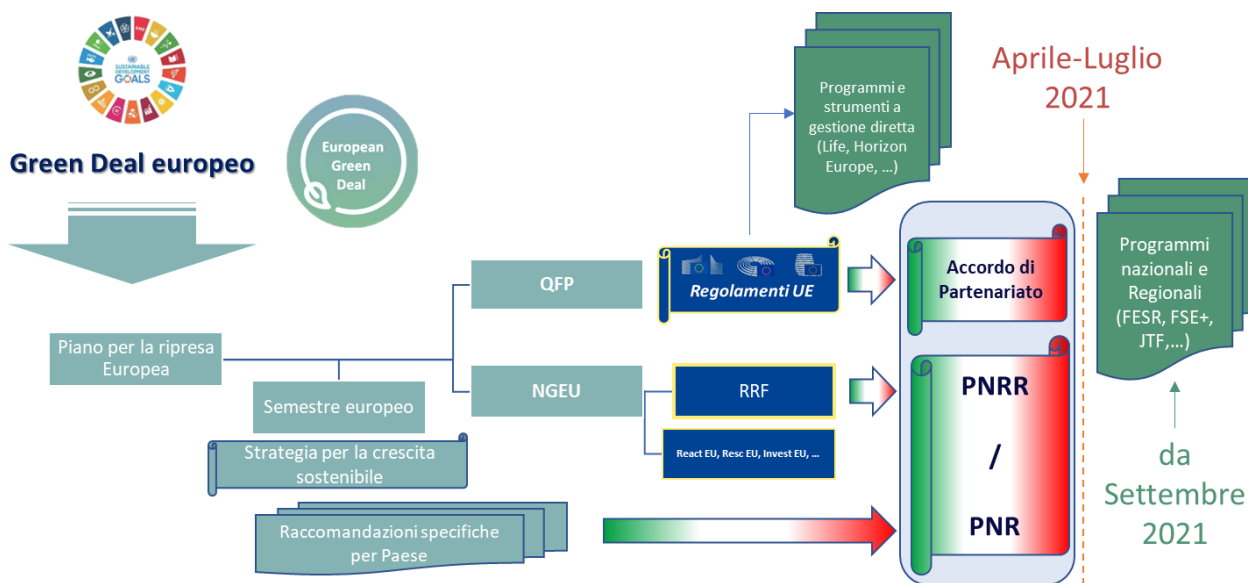 SUSTAINABLE
DEVELOPMENT
GOALS
Green Deal europeo
European
Green
Deal
Programmi e
strumenti a
gestione diretta
(Life, Horizon
Europe, ...)
Aprile-Luglio
2021
QFP
Regolamenti UE
Accordo di
Partenariato
Programmi
nazionali e
Regionali
(FESR, FSE+,
JTF,...)
Piano per la ripresa
Europea
Semestre europeo
NGEU
RRF
React EU, Resc EU, Invest EU, ...
PNRR
/
PNR
Strategia per la crescita
sostenibile
Raccomandazioni specifiche
per Paese
da
Settembre
2021